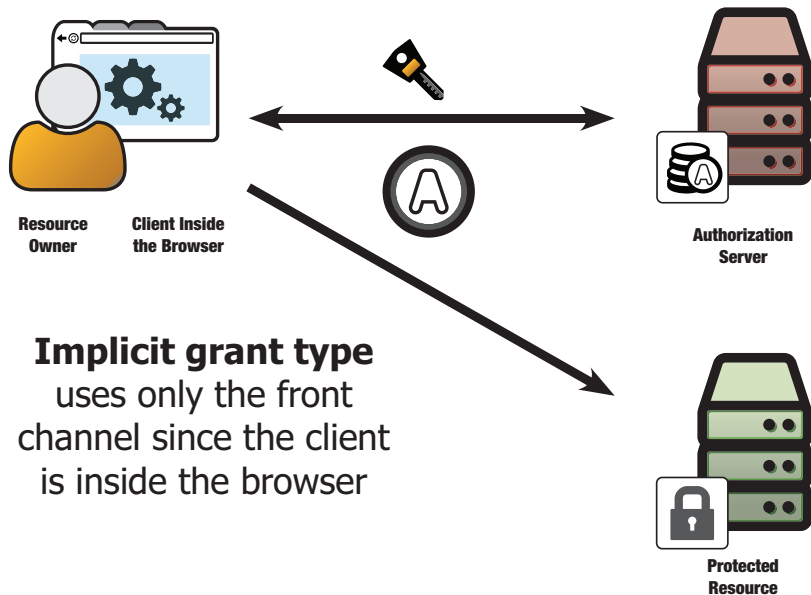 A
A
Resource
Owner
Client Inside
the Browser
Authorization
Server
Implicit grant type
uses only the front
channel since the client
is inside the browser
Protected
Resource